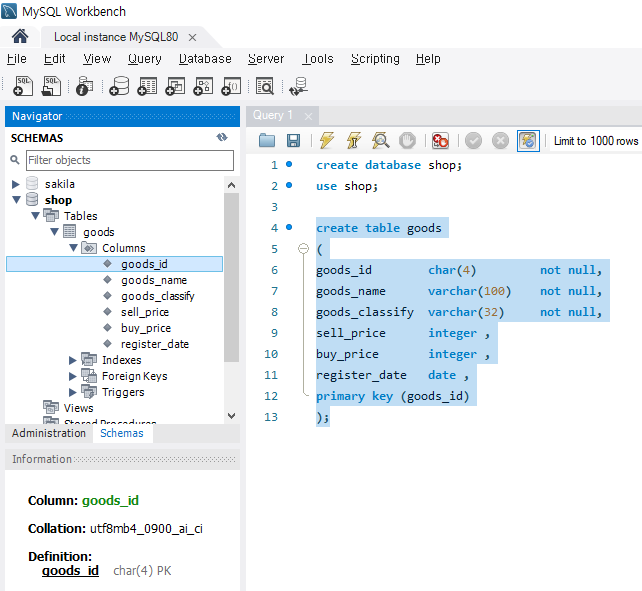 MySQL Workbench
Local instance MySQL80
File Edit View Query Database Server Tools Scripting Help
Navigator
SCHEMAS
Filter objects
sakila
shop
Tables
goods
Columns
goods_id
goods_name
goods_classify
sell_price
buy_price
register_date
Indexes
Foreign Keys
Triggers
Views
Stored Procedures
Administration Schemas
Information
Column: goods_id
Collation: utf8mb4_0900_ai_ci
Definition:
goods_id char(4) PK
Query 1
Limit to 1000 rows
1 create database shop;
2 use shop;
3
4 create table goods
5 (
6 goods_id char(4) not null,
7 goods_name varchar(100) not null,
8 goods_classify varchar(32) not null,
9 sell_price integer ,
10 buy_price integer ,
11 register_date date ,
12 primary key (goods_id)
13 );